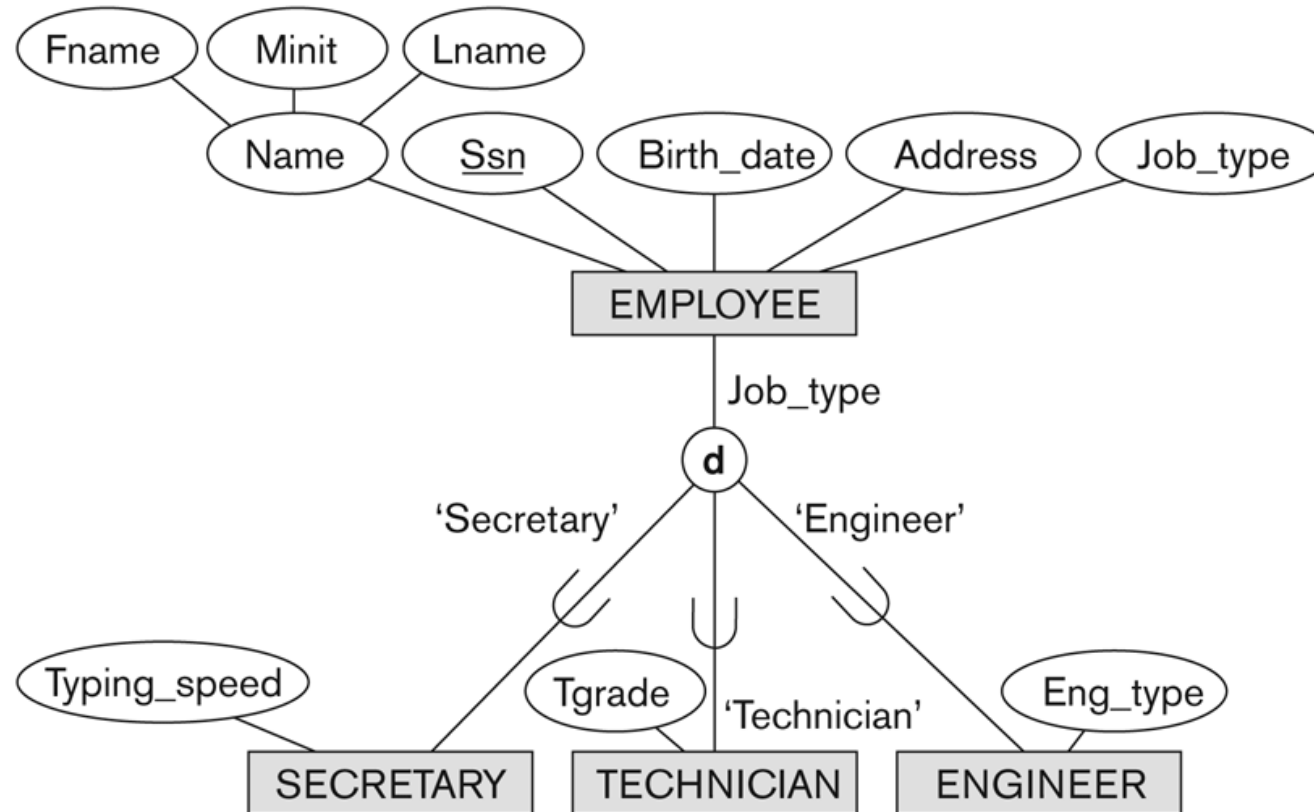 Fname Minit Lname
Name Ssn Birth_date Address Job_type
EMPLOYEE
Job_type
d
‘Secretary’ ‘Engineer’
Typing_speed Tgrade Eng_type
‘Technician’
SECRETARY TECHNICIAN ENGINEER